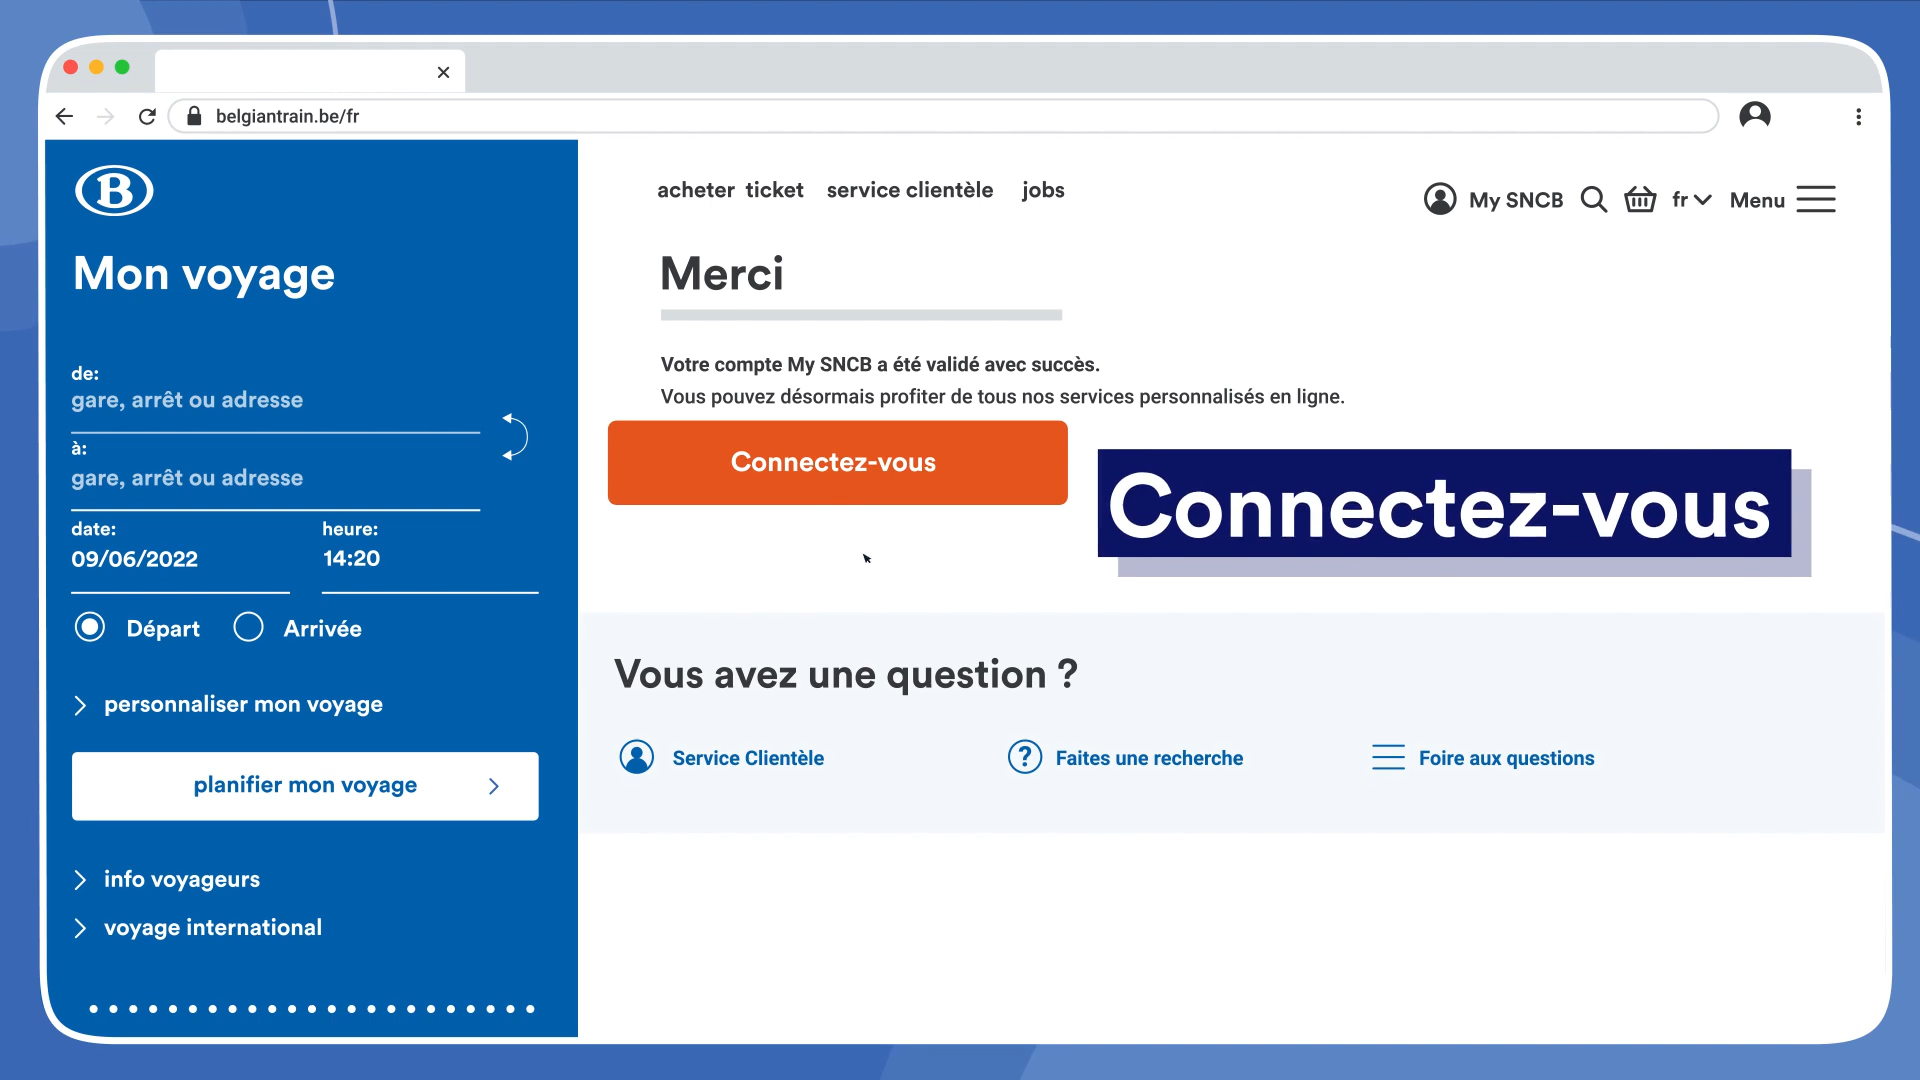 belgiantrain.be/fr
B
Mon voyage
de:
gare, arrêt ou adresse
à:
gare, arrêt ou adresse
date:
heure:
09/06/2022
14:20
Départ
Arrivée
personnaliser mon voyage
planifier mon voyage
info voyageurs
voyage international
acheter ticket
service clientèle
jobs
My SNCB
fr
Menu
Merci
Votre compte My SNCB a été validé avec succès.
Vous pouvez désormais profiter de tous nos services personnalisés en ligne.
Connectez-vous
Connectez-vous
Vous avez une question ?
Service Clientèle
Faites une recherche
Foire aux questions